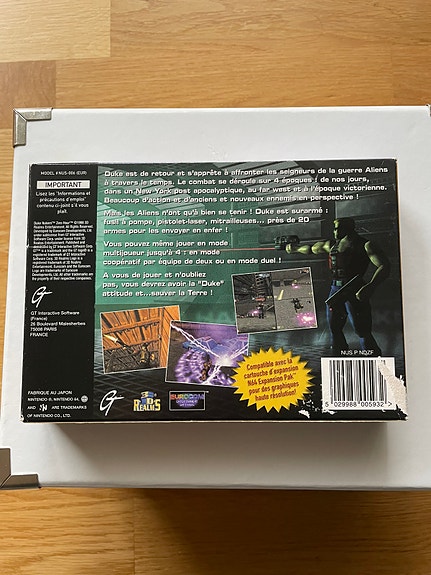 MODEL #NUS-006 (EUR)
IMPORTANT
Lisez les "Informations et
précautions d'emploi"
contenu ci-joint s'il vous
plait.
GT Interactive Software
(France)
26 Boulevard Malesherbes
75008 PARIS
FRANCE
FABRIQUE AU JAPON
NINTENDO ®, NINTENDO 64,
AND ARE TRADEMARKS
OF NINTENDO CO., LTD.
Duke est de retour et s'apprête à affronter les seigneurs de la guerre Aliens
à travers le temps. Le combat se déroule sur 4 époques : de nos jours,
dans un New York post apocalyptique, au far west et à l'époque victorienne.
Beaucoup d'action et d'anciens et nouveaux ennemis en perspective !
Mais les Aliens n'ont qu'à bien se tenir ! Duke est surarmé :
fusil à pompe, pistolet-laser, mitrailleuses... près de 20
armes pour les envoyer en enfer !
Vous pouvez même jouer en mode
multijoueur jusqu'à 4 : en mode
coopératif par équipe de deux ou en mode duel !
A vous de jouer et n'oubliez
pas, vous devrez avoir la "Duke"
attitude et...sauver la Terre !
GT
3D
REALMS
EUROCOM
Compatible avec la
cartouche d'expansion
N64 Expansion Pak™
pour des graphiques
haute résolution!
NUS P NDZF
5 029988 005932 >